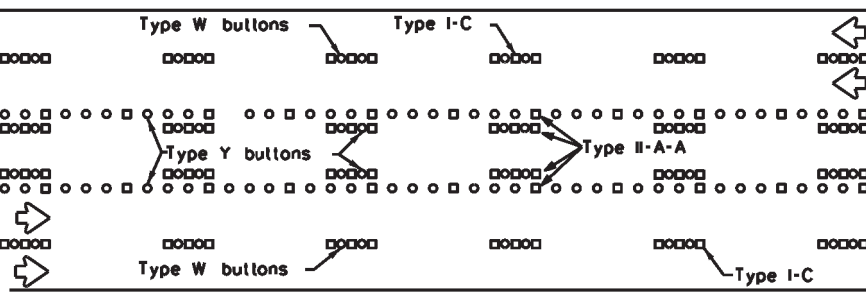 Type W buttons
Type I-C
Type Y buttons
Type II-A-A
Type W buttons
Type I-C